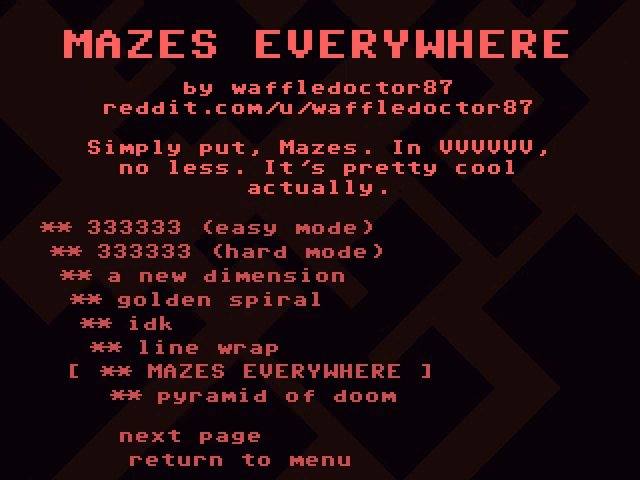 MAZES EVERYWHERE
by waffledoctor87
reddit.com/u/waffledoctor87
Simply put, Mazes. In VVVVVV,
no less. It's pretty cool
actually.
** 333333 (easy mode)
** 333333 (hard mode)
** a new dimension
** golden spiral
** idk
** line wrap
[ ** MAZES EVERYWHERE ]
** pyramid of doom
next page
return to menu